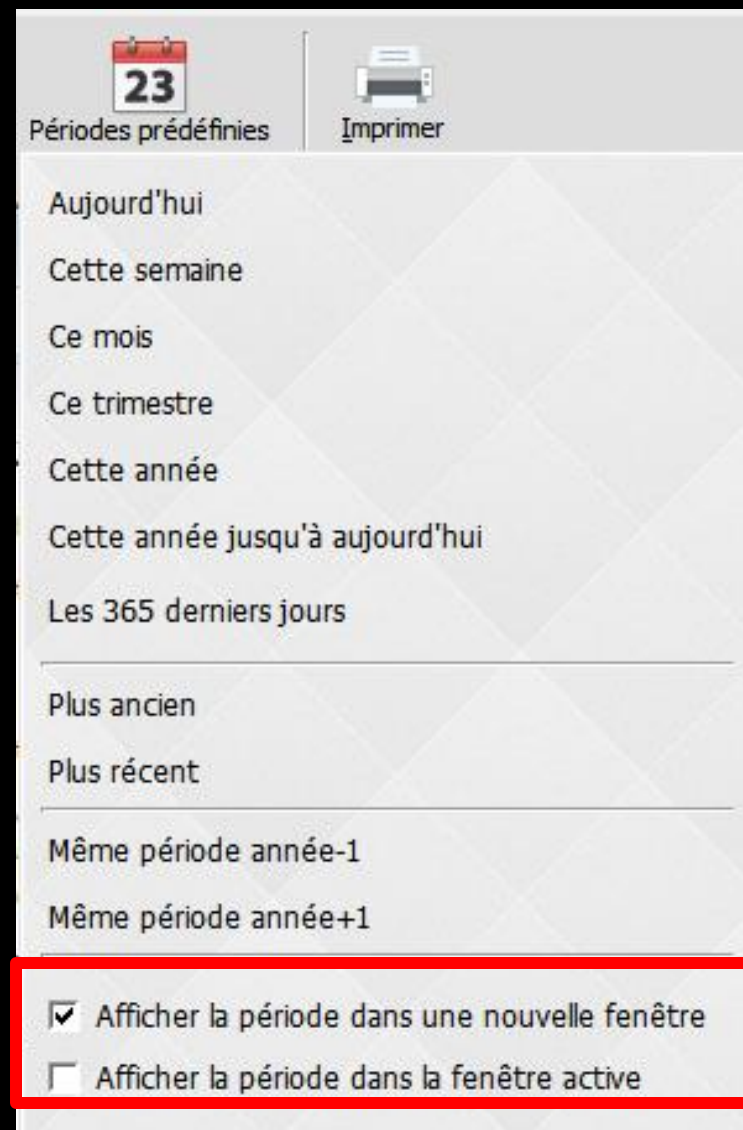 23
Périodes prédéfinies
Imprimer
Aujourd'hui
Cette semaine
Ce mois
Ce trimestre
Cette année
Cette année jusqu'à aujourd'hui
Les 365 derniers jours
Plus ancien
Plus récent
Même période année-1
Même période année+1
Afficher la période dans une nouvelle fenêtre
Afficher la période dans la fenêtre active